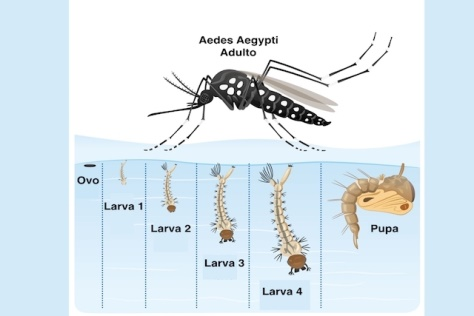 Aedes Aegypti
Adulto
Ovo
Larva 1
Larva 2
Larva 3
Larva 4
Pupa